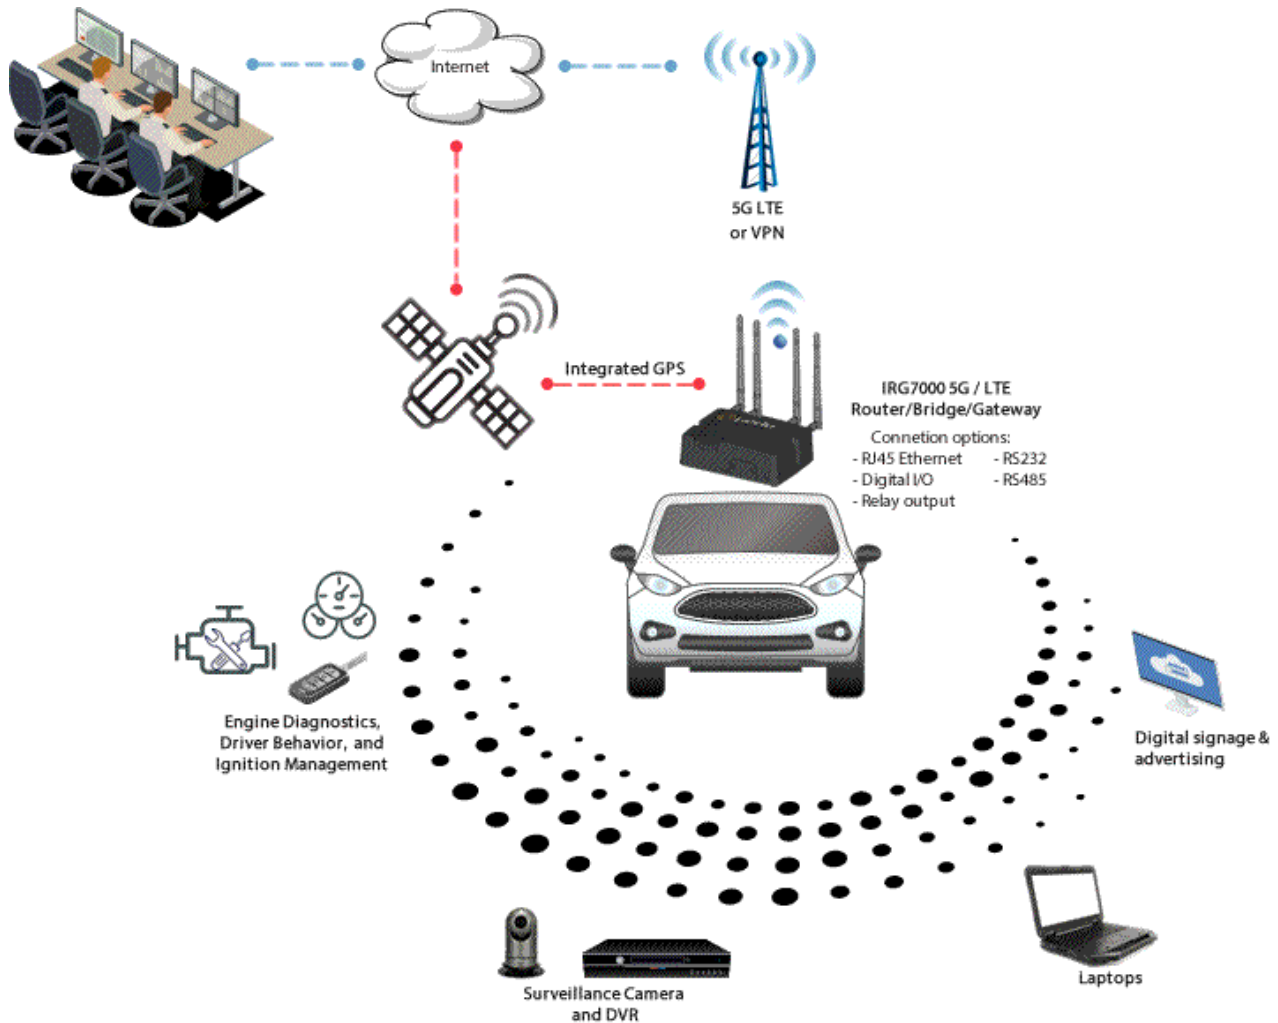 Internet
5G LTE
or VPN
Integrated GPS
IRG7000 5G / LTE
Router/Bridge/Gateway
Connetion options:
- RJ45 Ethernet - RS232
- Digital I/O - RS485
- Relay output
Engine Diagnostics,
Driver Behavior, and
Ignition Management
Digital signage &
advertising
Laptops
Surveillance Camera
and DVR